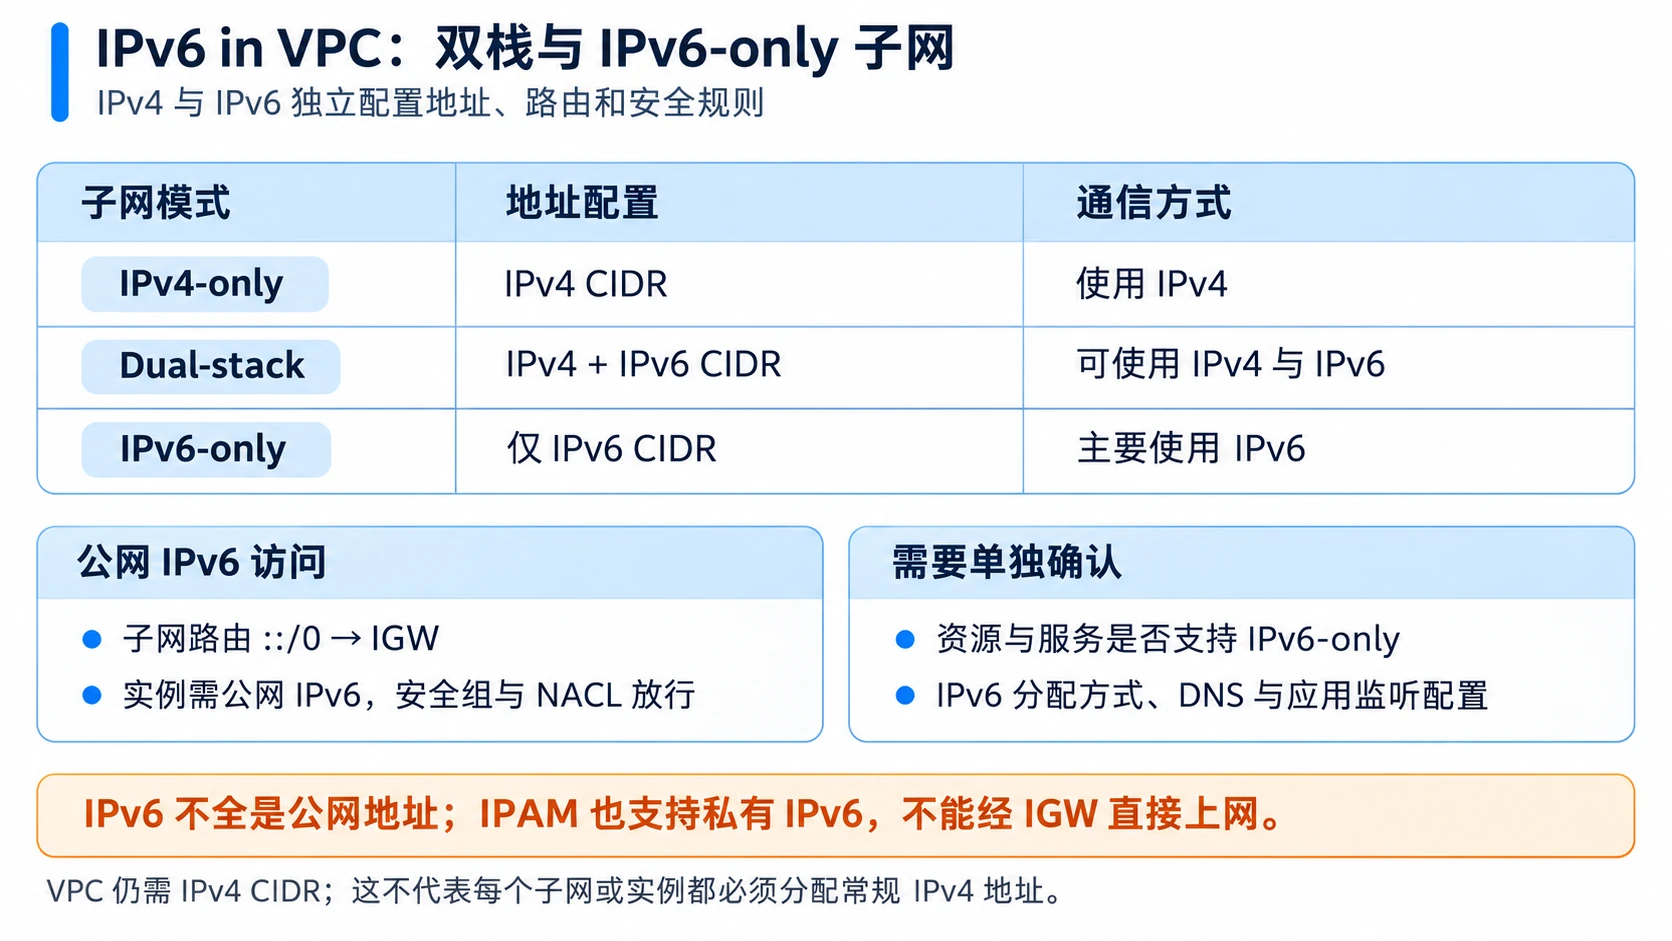 IPv6 in VPC：双栈与 IPv6-only 子网
IPv4 与 IPv6 独立配置地址、路由和安全规则
子网模式 地址配置 通信方式
IPv4-only IPv4 CIDR 使用 IPv4
Dual-stack IPv4 + IPv6 CIDR 可使用 IPv4 与 IPv6
IPv6-only 仅 IPv6 CIDR 主要使用 IPv6
公网 IPv6 访问
子网路由 ::/0 → IGW
实例需公网 IPv6，安全组与 NACL 放行
需要单独确认
资源与服务是否支持 IPv6-only
IPv6 分配方式、DNS 与应用监听配置
IPv6 不全是公网地址；IPAM 也支持私有 IPv6，不能经 IGW 直接上网。
VPC 仍需 IPv4 CIDR；这不代表每个子网或实例都必须分配常规 IPv4 地址。